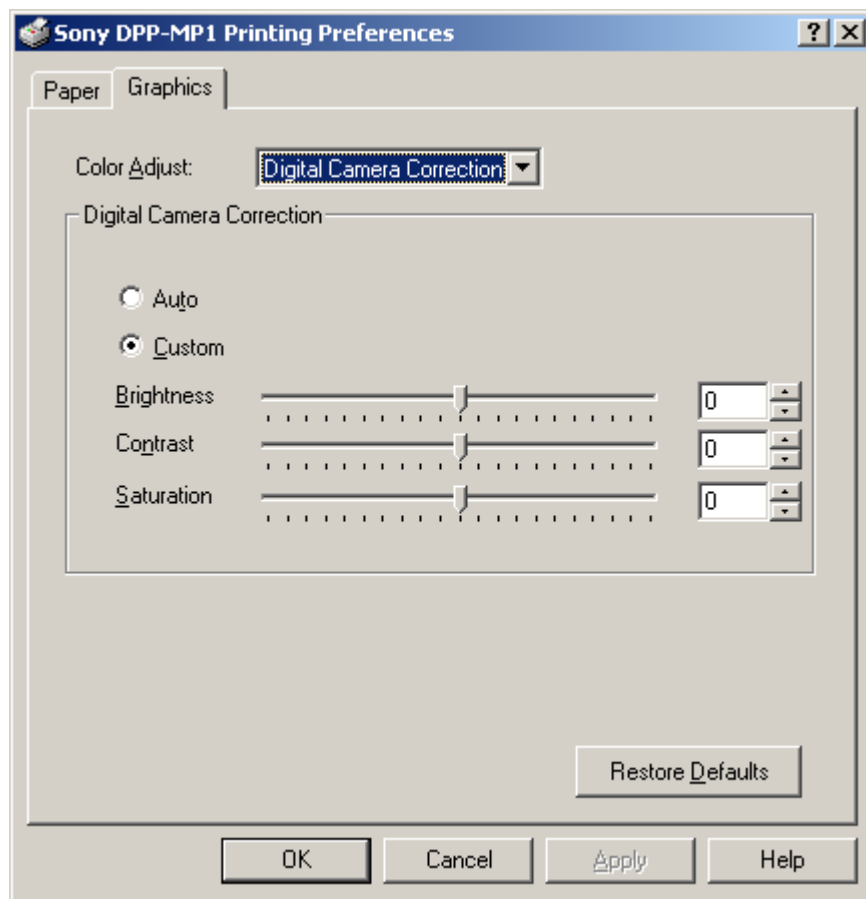 Sony DPP-MP1 Printing Preferences
Paper Graphics
Color Adjust: Digital Camera Correction
Digital Camera Correction
Auto
Custom
Brightness 0
Contrast 0
Saturation 0
Restore Defaults
OK Cancel Apply Help